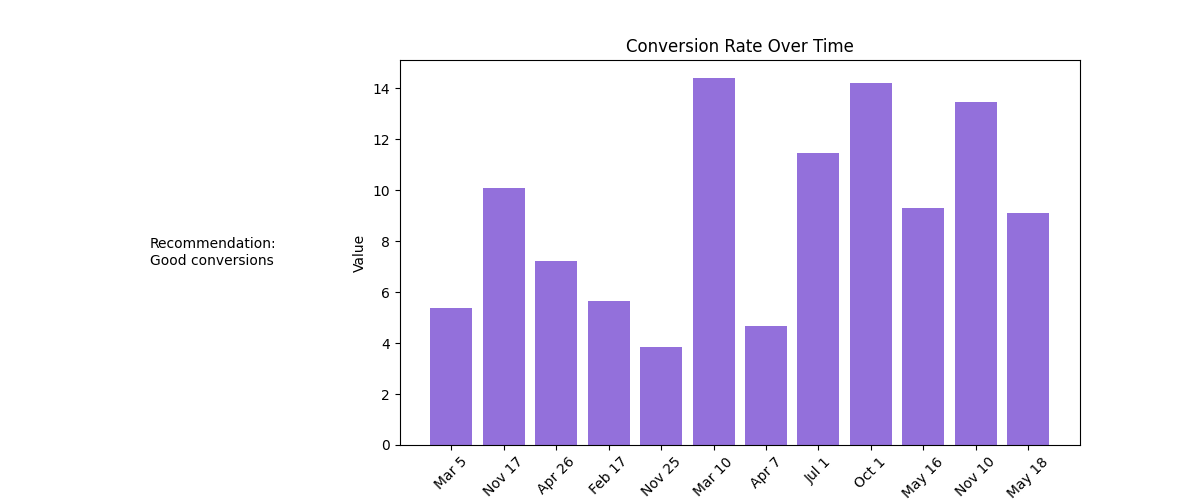 Conversion Rate Over Time
Recommendation:
Good conversions
Value
14
12
10
8
6
4
2
0
Mar 5
Nov 17
Apr 26
Feb 17
Nov 25
Mar 10
Apr 7
Jul 1
Oct 1
May 16
Nov 10
May 18